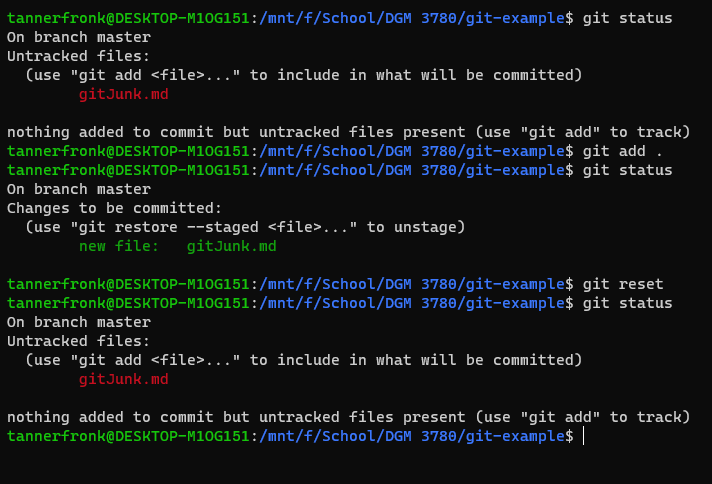 tannerfronk@DESKTOP-M1OG151:/mnt/f/School/DGM 3780/git-example$ git status
On branch master
Untracked files:
  (use "git add <file>..." to include in what will be committed)
        gitJunk.md

nothing added to commit but untracked files present (use "git add" to track)
tannerfronk@DESKTOP-M1OG151:/mnt/f/School/DGM 3780/git-example$ git add .
tannerfronk@DESKTOP-M1OG151:/mnt/f/School/DGM 3780/git-example$ git status
On branch master
Changes to be committed:
  (use "git restore --staged <file>..." to unstage)
        new file:   gitJunk.md

tannerfronk@DESKTOP-M1OG151:/mnt/f/School/DGM 3780/git-example$ git reset
tannerfronk@DESKTOP-M1OG151:/mnt/f/School/DGM 3780/git-example$ git status
On branch master
Untracked files:
  (use "git add <file>..." to include in what will be committed)
        gitJunk.md

nothing added to commit but untracked files present (use "git add" to track)
tannerfronk@DESKTOP-M1OG151:/mnt/f/School/DGM 3780/git-example$